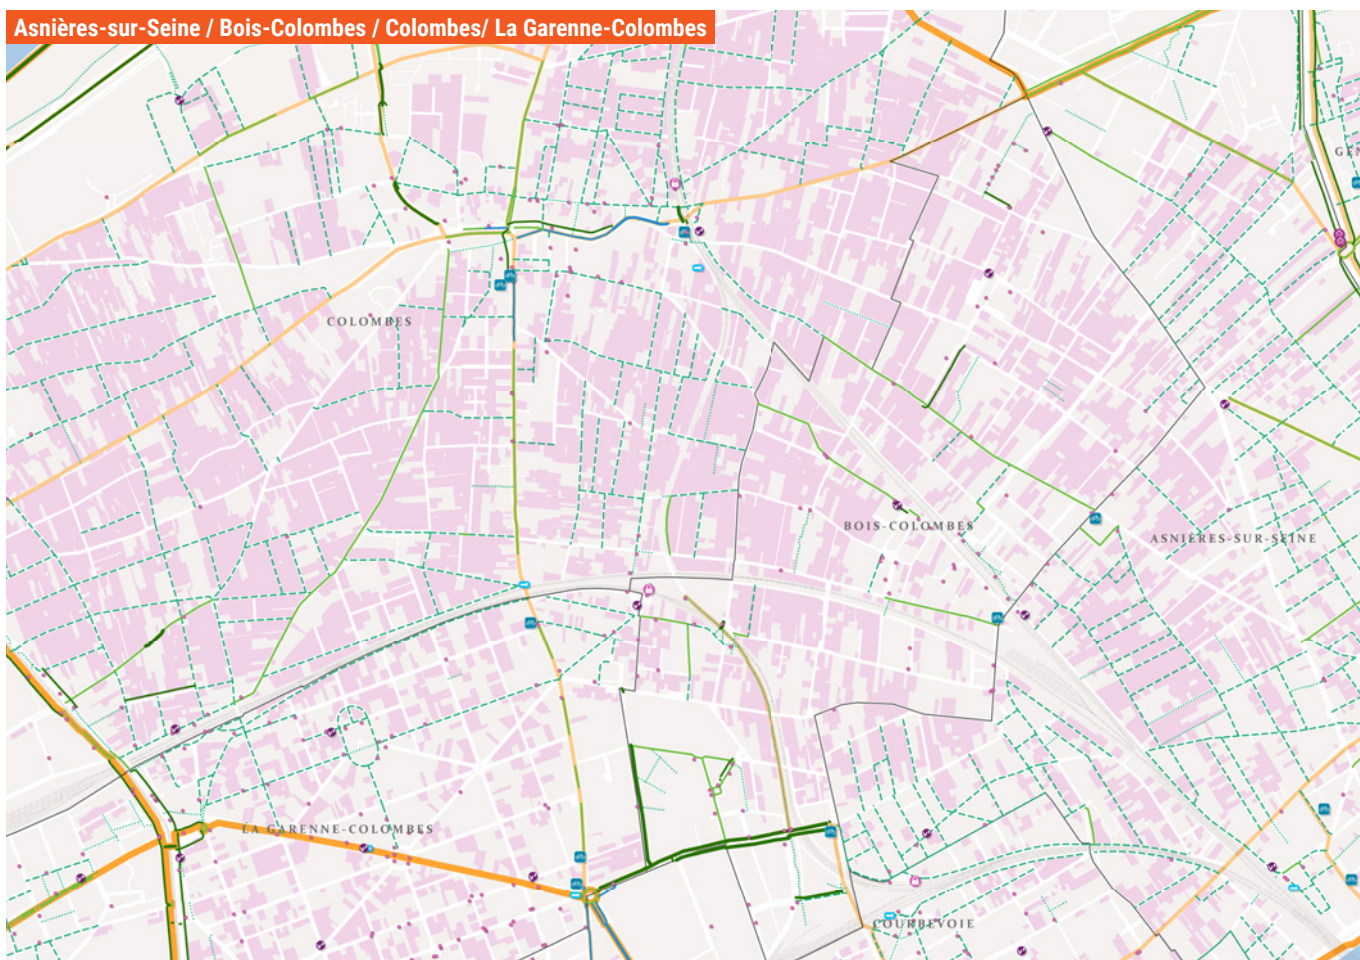 Asnières-sur-Seine / Bois-Colombes / Colombes/ La Garenne-Colombes
GEN
COLOMBES
BOIS-COLOMBES
ASNIÈRES-SUR-SEINE
LA GARENNE-COLOMBES
COURBEVOIE